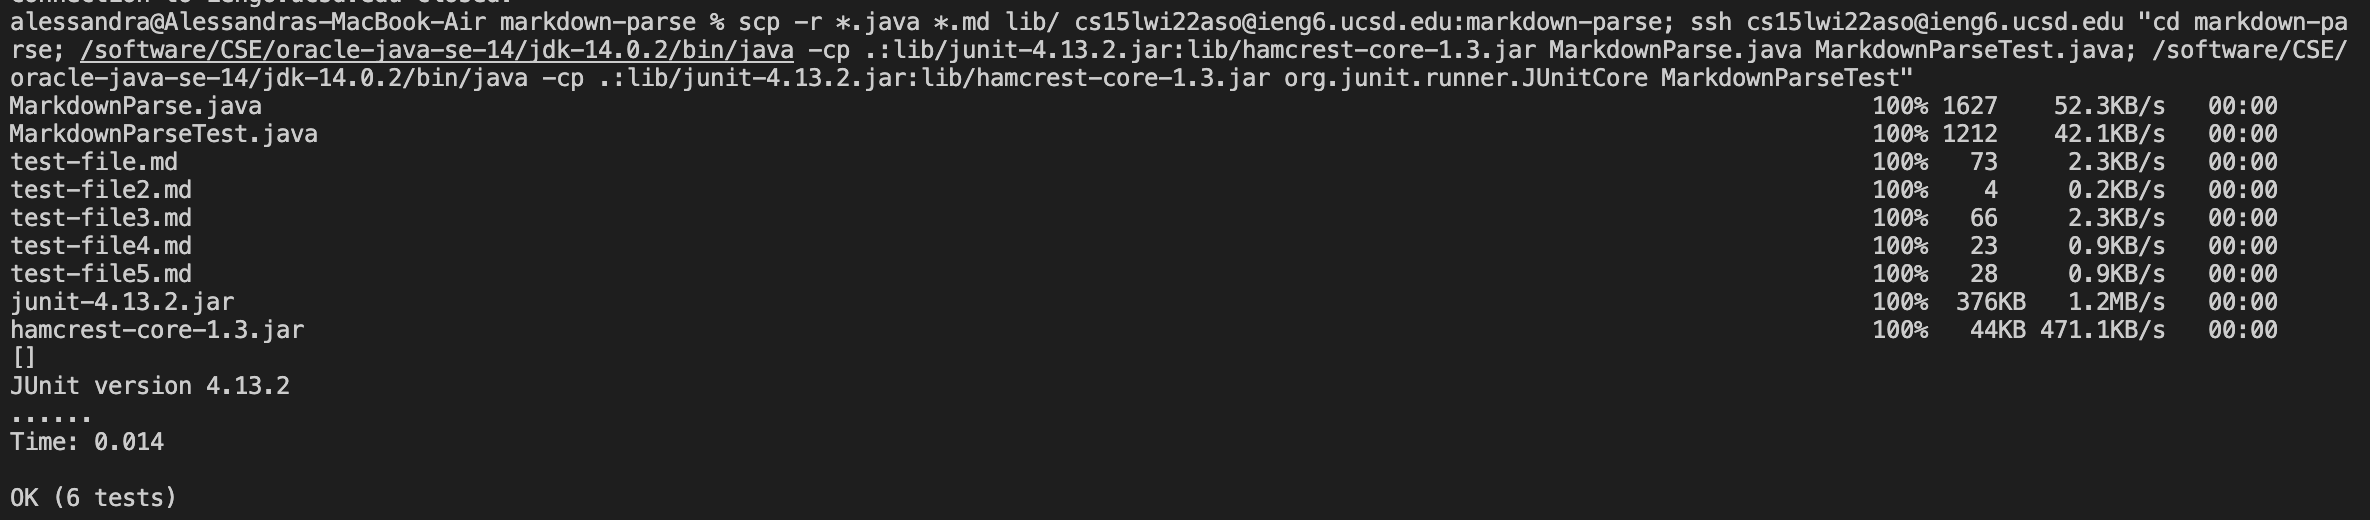 connection to ieng6.ucsd.edu closed.
alessandra@Alessandras-MacBook-Air markdown-parse % scp -r *.java *.md lib/ cs15lwi22aso@ieng6.ucsd.edu:markdown-parse; ssh cs15lwi22aso@ieng6.ucsd.edu "cd markdown-pa
rse; /software/CSE/oracle-java-se-14/jdk-14.0.2/bin/java -cp .:lib/junit-4.13.2.jar:lib/hamcrest-core-1.3.jar MarkdownParse.java MarkdownParseTest.java; /software/CSE/
oracle-java-se-14/jdk-14.0.2/bin/java -cp .:lib/junit-4.13.2.jar:lib/hamcrest-core-1.3.jar org.junit.runner.JUnitCore MarkdownParseTest"
MarkdownParse.java 100% 1627 52.3KB/s 00:00
MarkdownParseTest.java 100% 1212 42.1KB/s 00:00
test-file.md 100% 73 2.3KB/s 00:00
test-file2.md 100% 4 0.2KB/s 00:00
test-file3.md 100% 66 2.3KB/s 00:00
test-file4.md 100% 23 0.9KB/s 00:00
test-file5.md 100% 28 0.9KB/s 00:00
junit-4.13.2.jar 100% 376KB 1.2MB/s 00:00
hamcrest-core-1.3.jar 100% 44KB 471.1KB/s 00:00
[]
JUnit version 4.13.2
......
Time: 0.014
OK (6 tests)